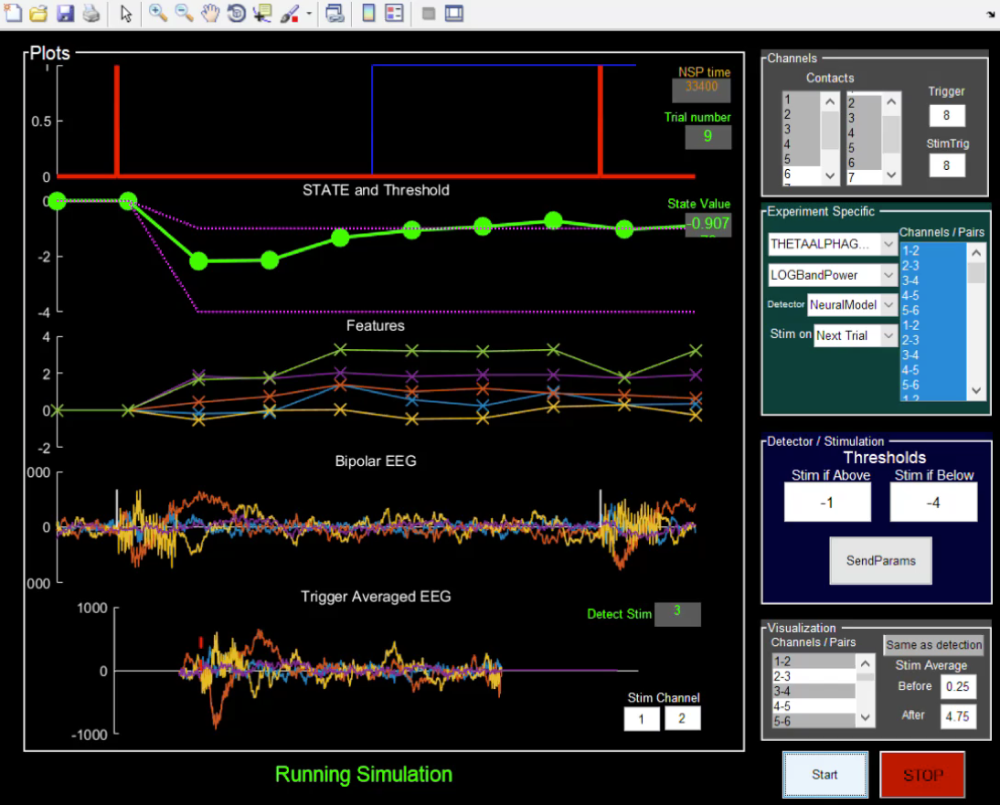 Plots
1
0.5
0
NSP time
33400
Trial number
9
STATE and Threshold
0
-2
-4
State Value
-0.907
Features
4
2
0
-2
Bipolar EEG
000
0
000
Trigger Averaged EEG
1000
0
-1000
Detect Stim
3
Stim Channel
1 2
Running Simulation
Channels
Contacts
1
2
3
4
5
6
2
3
4
5
6
7
Trigger
8
StimTrig
8
Experiment Specific
THETAALPHAG...
LOGBandPower
Detector NeuralModel
Stim on Next Trial
Channels / Pairs
1-2
2-3
3-4
4-5
5-6
1-2
2-3
3-4
4-5
5-6
1-2
Detector / Stimulation
Thresholds
Stim if Above Stim if Below
-1 -4
SendParams
Visualization
Channels / Pairs
1-2
2-3
3-4
4-5
5-6
Same as detection
Stim Average
Before 0.25
After 4.75
Start STOP